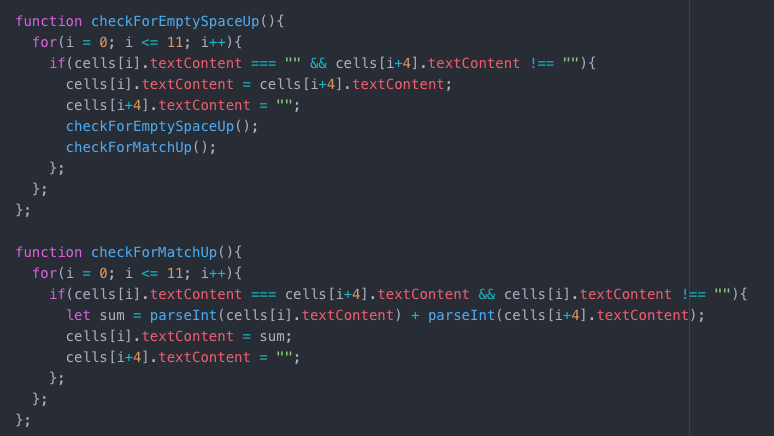 function checkForEmptySpaceUp(){
  for(i = 0; i <= 11; i++){
    if(cells[i].textContent === "" && cells[i+4].textContent !== ""){
      cells[i].textContent = cells[i+4].textContent;
      cells[i+4].textContent = "";
      checkForEmptySpaceUp();
      checkForMatchUp();
    };
  };
};

function checkForMatchUp(){
  for(i = 0; i <= 11; i++){
    if(cells[i].textContent === cells[i+4].textContent && cells[i].textContent !== ""){
      let sum = parseInt(cells[i].textContent) + parseInt(cells[i+4].textContent);
      cells[i].textContent = sum;
      cells[i+4].textContent = "";
    };
  };
};